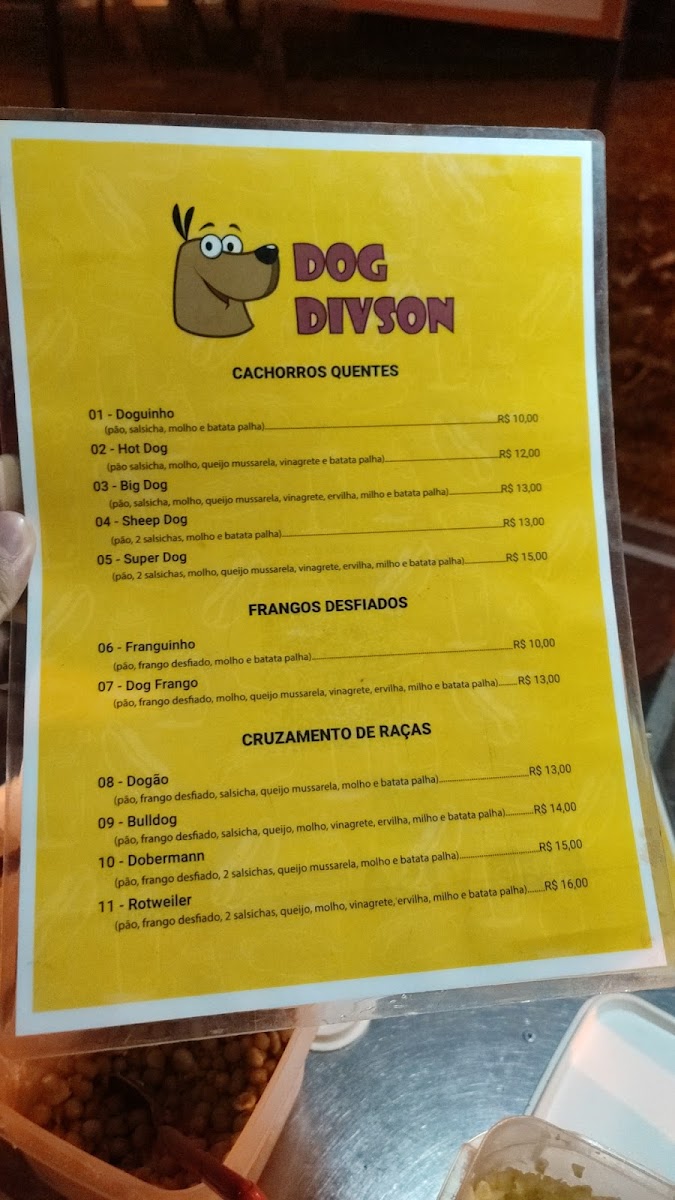 DOG
DIVSON
CACHORROS QUENTES
01 - Doguinho
(pão, salsicha, molho e batata palha) R$ 10,00
02 - Hot Dog
(pão salsicha, molho, queijo mussarela, vinagrete e batata palha) R$ 12,00
03 - Big Dog
(pão, salsicha, molho, queijo mussarela, vinagrete, ervilha, milho e batata palha) R$ 13,00
04 - Sheep Dog
(pão, 2 salsichas, molho e batata palha) R$ 13,00
05 - Super Dog
(pão, 2 salsichas, molho, queijo mussarela, vinagrete, ervilha, milho e batata palha) R$ 15,00
FRANGOS DESFIADOS
06 - Franguinho
(pão, frango desfiado, molho e batata palha) R$ 10,00
07 - Dog Frango
(pão, frango desfiado, molho, queijo mussarela, vinagrete, ervilha, milho e batata palha) R$ 13,00
CRUZAMENTO DE RAÇAS
08 - Dogão
(pão, frango desfiado, salsicha, queijo mussarela, molho e batata palha) R$ 13,00
09 - Bulldog
(pão, frango desfiado, salsicha, queijo, molho, vinagrete, ervilha, milho e batata palha) R$ 14,00
10 - Dobermann
(pão, frango desfiado, 2 salsichas, queijo mussarela, molho e batata palha) R$ 15,00
11 - Rotweiler
(pão, frango desfiado, 2 salsichas, queijo, molho, vinagrete, ervilha, milho e batata palha) R$ 16,00